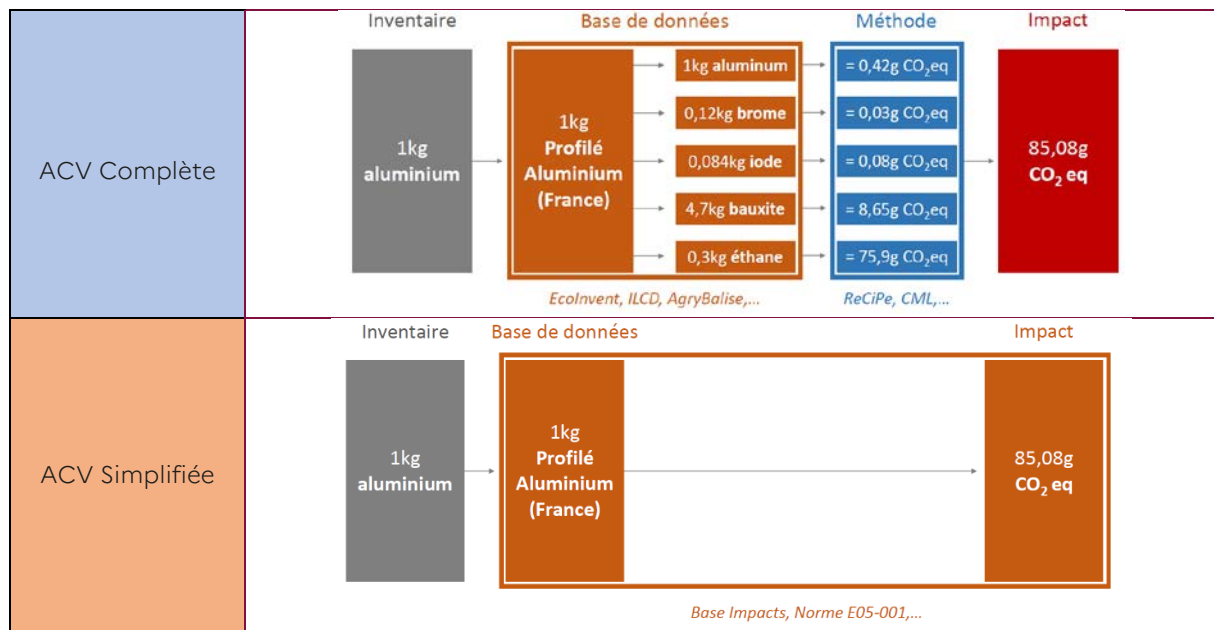 ACV Complète
Inventaire
Base de données
Méthode
Impact
1kg
aluminium
1kg
Profilé
Aluminium
(France)
1kg aluminum
0,12kg brome
0,084kg iode
4,7kg bauxite
0,3kg éthane
= 0,42g CO₂eq
= 0,03g CO₂eq
= 0,08g CO₂eq
= 8,65g CO₂eq
= 75,9g CO₂eq
85,08g
CO₂ eq
EcoInvent, ILCD, AgryBalise,...
ReCiPe, CML,...
ACV Simplifiée
Inventaire
Base de données
Impact
1kg
aluminium
1kg
Profilé
Aluminium
(France)
85,08g
CO₂ eq
Base Impacts, Norme E05-001,...